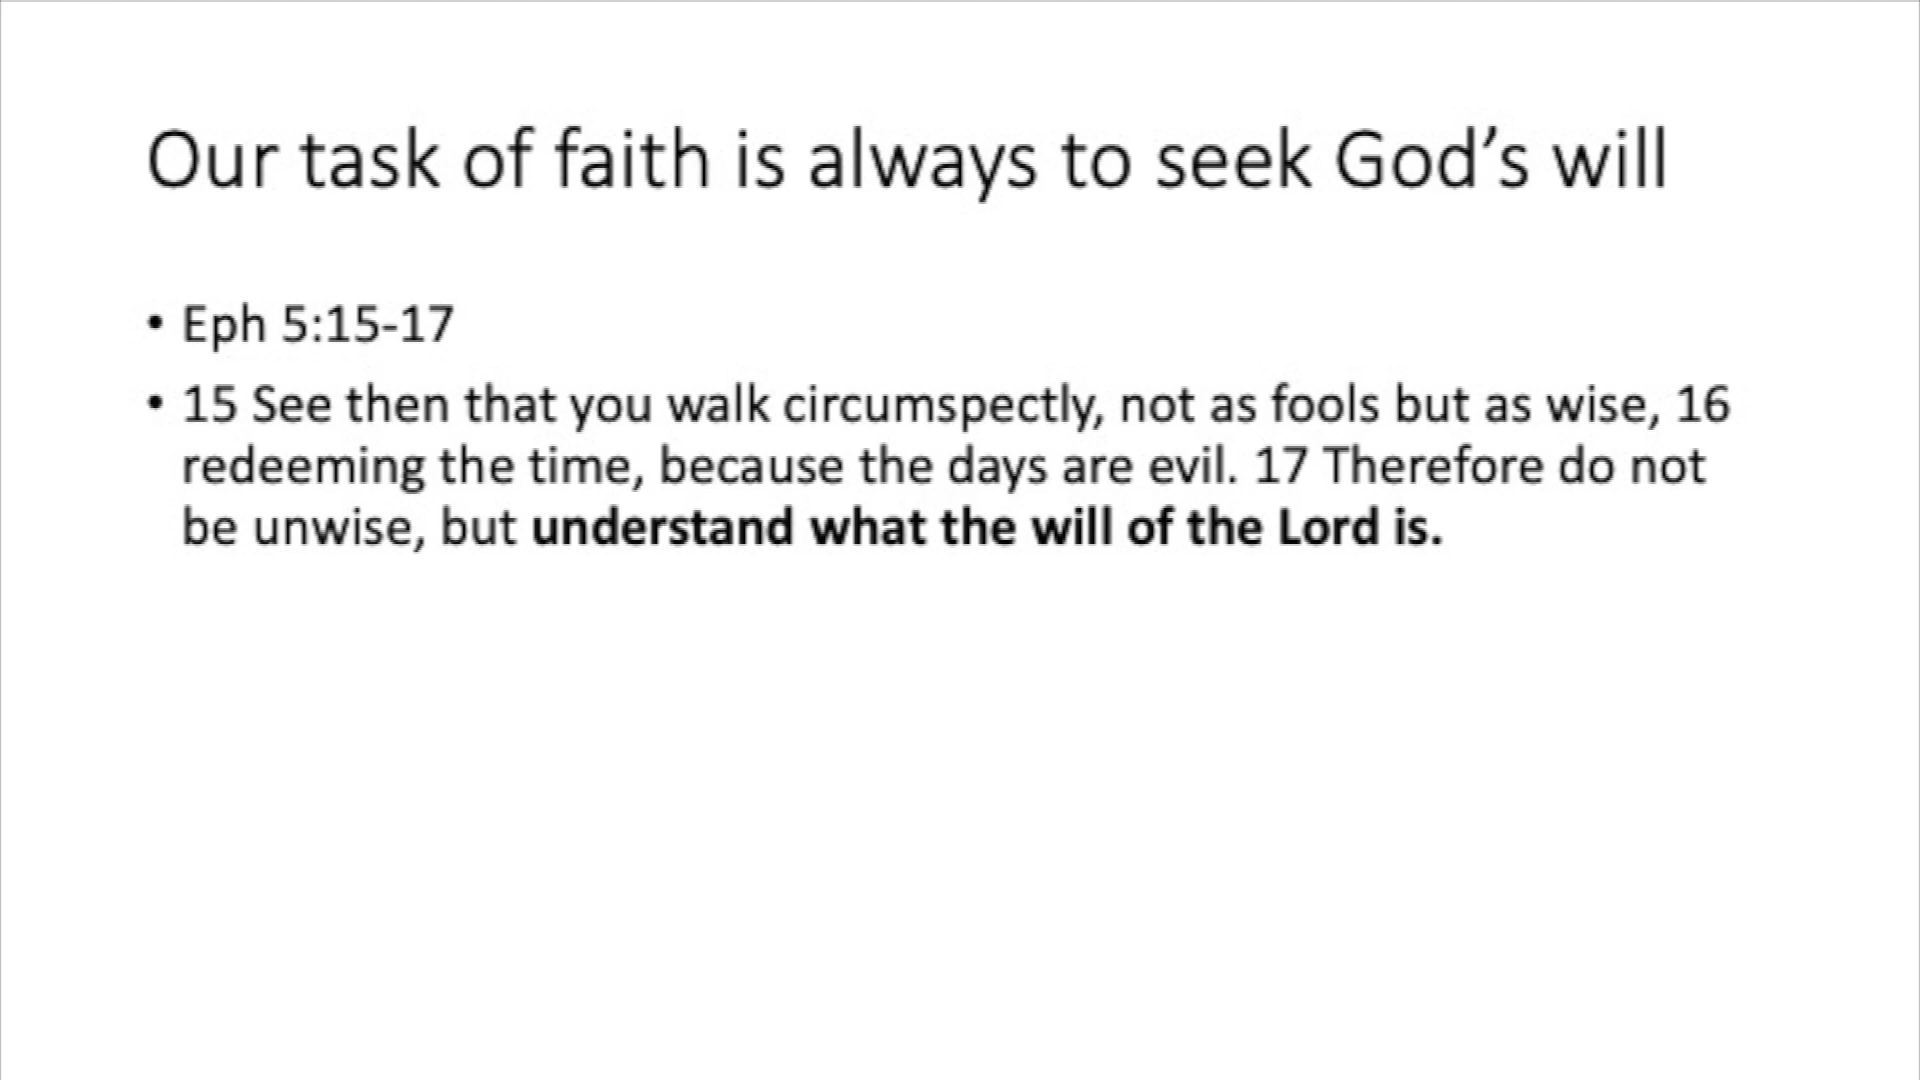 Our task of faith is always to seek God’s will
• Eph 5:15-17
• 15 See then that you walk circumspectly, not as fools but as wise, 16
redeeming the time, because the days are evil. 17 Therefore do not
be unwise, but understand what the will of the Lord is.